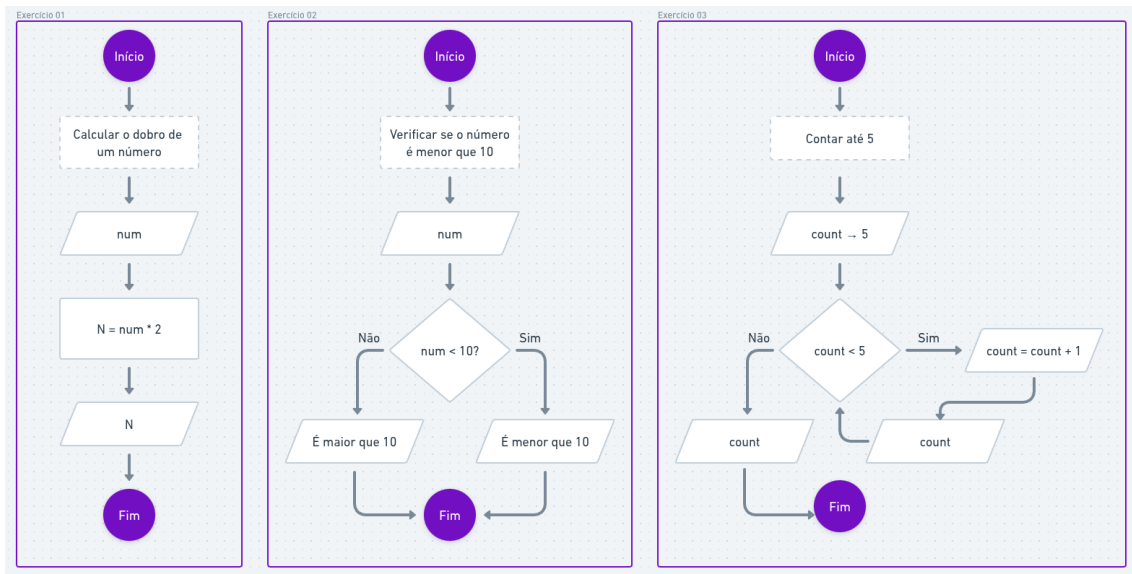 Exercício 01
Início
Calcular o dobro de
um número
num
N = num * 2
N
Fim
Exercício 02
Início
Verificar se o número
é menor que 10
num
num < 10?
Não
Sim
É maior que 10
É menor que 10
Fim
Exercício 03
Início
Contar até 5
count → 5
count < 5
Não
Sim
count = count + 1
count
count
Fim